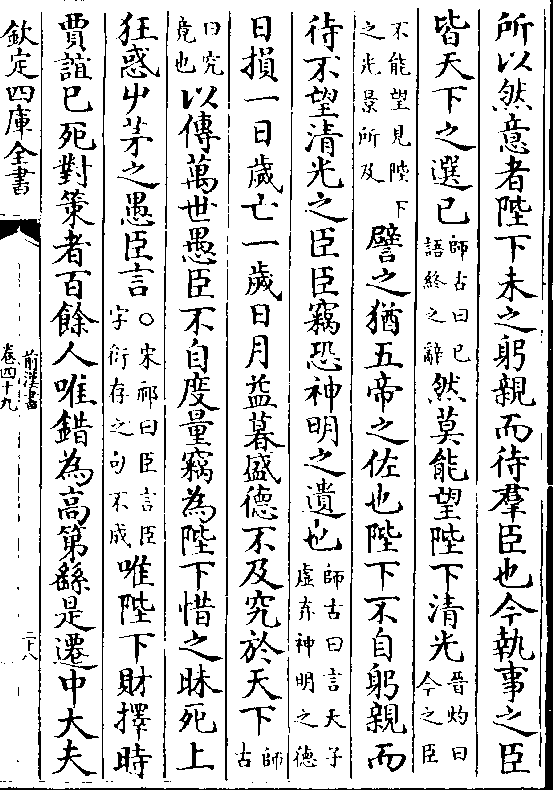 所以然意者陛下未之躬親而待羣臣也今執事之臣
皆天下之選已師古曰已語終之辭然莫能望陛下清光晉灼曰今之臣
不能望見陛下之光景所及譬之猶五帝之佐也陛下不自躬親而
待不望清光之臣臣竊恐神明之遺也師古曰言天子虛弃神明之德
日損一日歲亡一歲日月益暮盛德不及究於天下師古
曰究竟也以傳萬世愚臣不自度量竊為陛下惜之昧死上
狂惑屮茅之愚臣言○宋祁曰臣言臣字衍存之句不成唯陛下財擇時
賈誼已死對策者百餘人唯錯為高第繇是遷中大夫
欽定四庫全書
前漢書
卷四十九
二十八